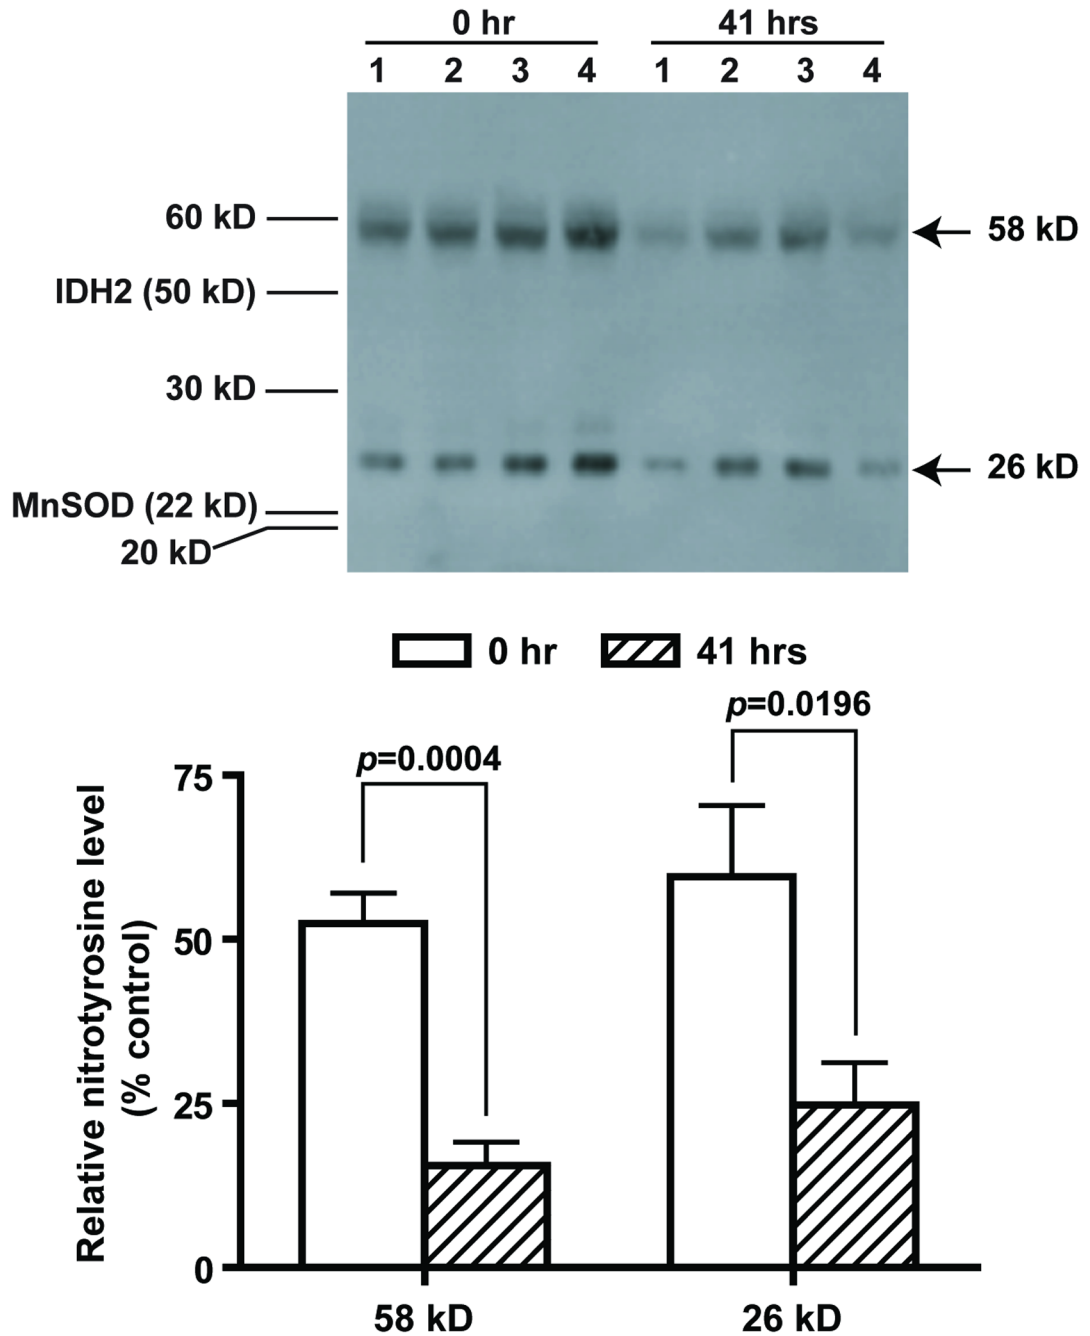 0 hr 41 hrs
1 2 3 4 1 2 3 4
60 kD
58 kD
IDH2 (50 kD)
30 kD
26 kD
MnSOD (22 kD)
20 kD
0 hr 41 hrs
p=0.0196
p=0.0004
75
50
25
0
Relative nitrotyrosine level
(% control)
58 kD 26 kD